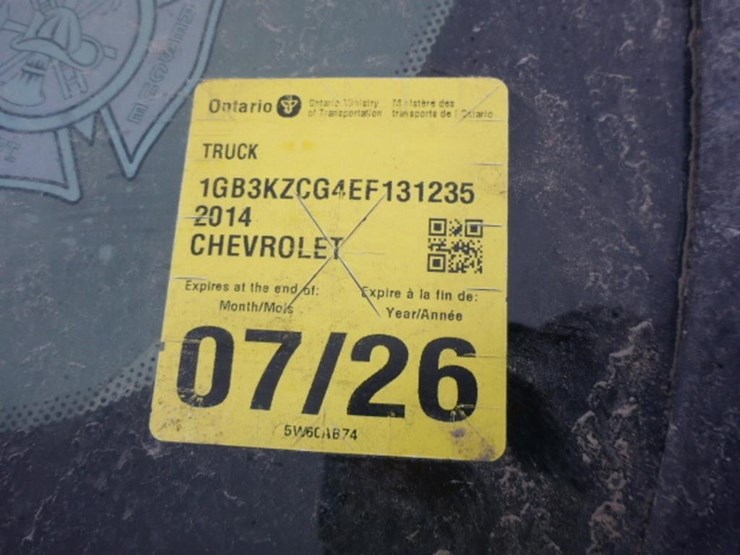 Ontario
Ontario Ministry of Transportation
Ministère des transports de l'Ontario
TRUCK
1GB3KZCG4EF131235
2014
CHEVROLET
Expires at the end of: Expire à la fin de:
Month/Mois Year/Année
07/26